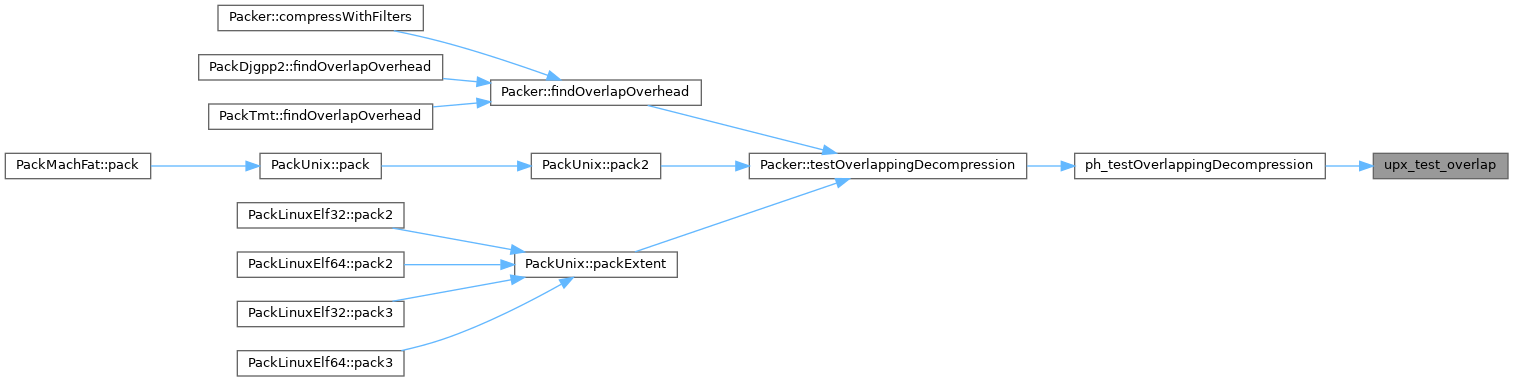 Packer::compressWithFilters
PackDjgpp2::findOverlapOverhead
Packer::findOverlapOverhead
PackTmt::findOverlapOverhead
PackMachFat::pack
PackUnix::pack
PackUnix::pack2
Packer::testOverlappingDecompression
ph_testOverlappingDecompression
upx_test_overlap
PackLinuxElf32::pack2
PackLinuxElf64::pack2
PackUnix::packExtent
PackLinuxElf32::pack3
PackLinuxElf64::pack3